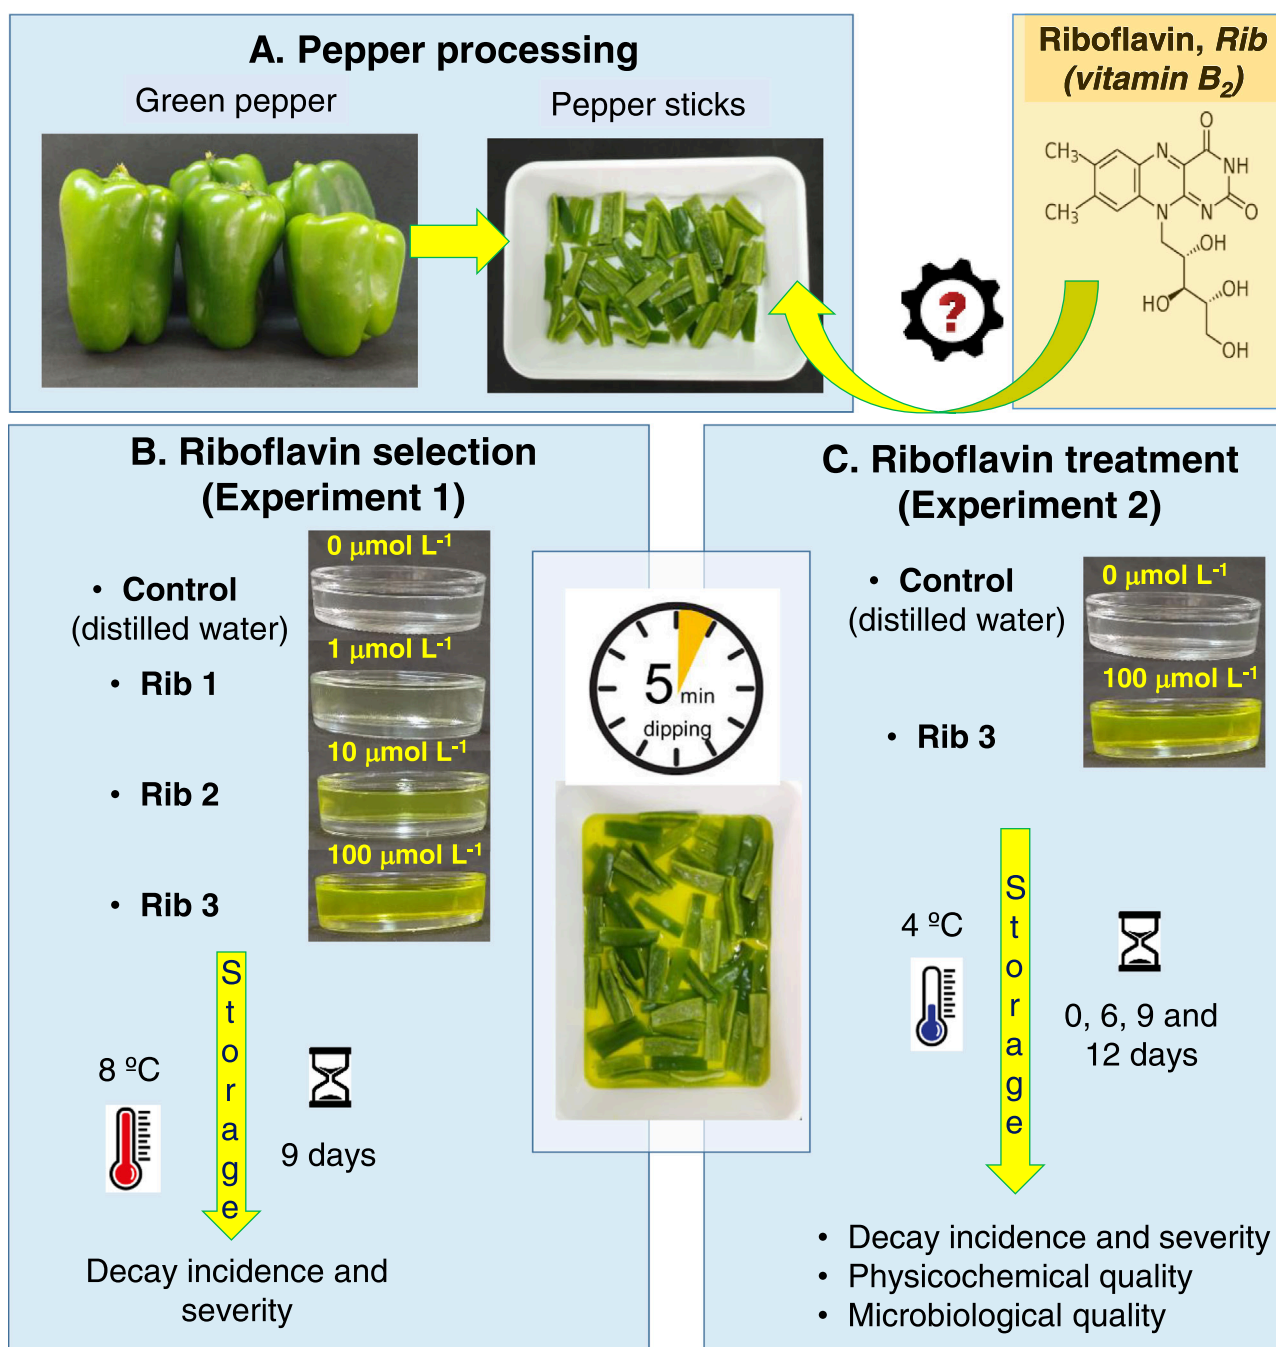 A. Pepper processing
Green pepper
Pepper sticks
Riboflavin, Rib
(vitamin B2)
O
CH3
N
NH
CH3
N
N
O
OH
HO
OH
OH
?
B. Riboflavin selection
(Experiment 1)
0 μmol L-1
• Control
(distilled water)
1 μmol L-1
• Rib 1
10 μmol L-1
• Rib 2
100 μmol L-1
• Rib 3
Storage
8 ºC
9 days
Decay incidence and
severity
5 min
dipping
C. Riboflavin treatment
(Experiment 2)
0 μmol L-1
• Control
(distilled water)
100 μmol L-1
• Rib 3
Storage
4 ºC
0, 6, 9 and
12 days
• Decay incidence and severity
• Physicochemical quality
• Microbiological quality